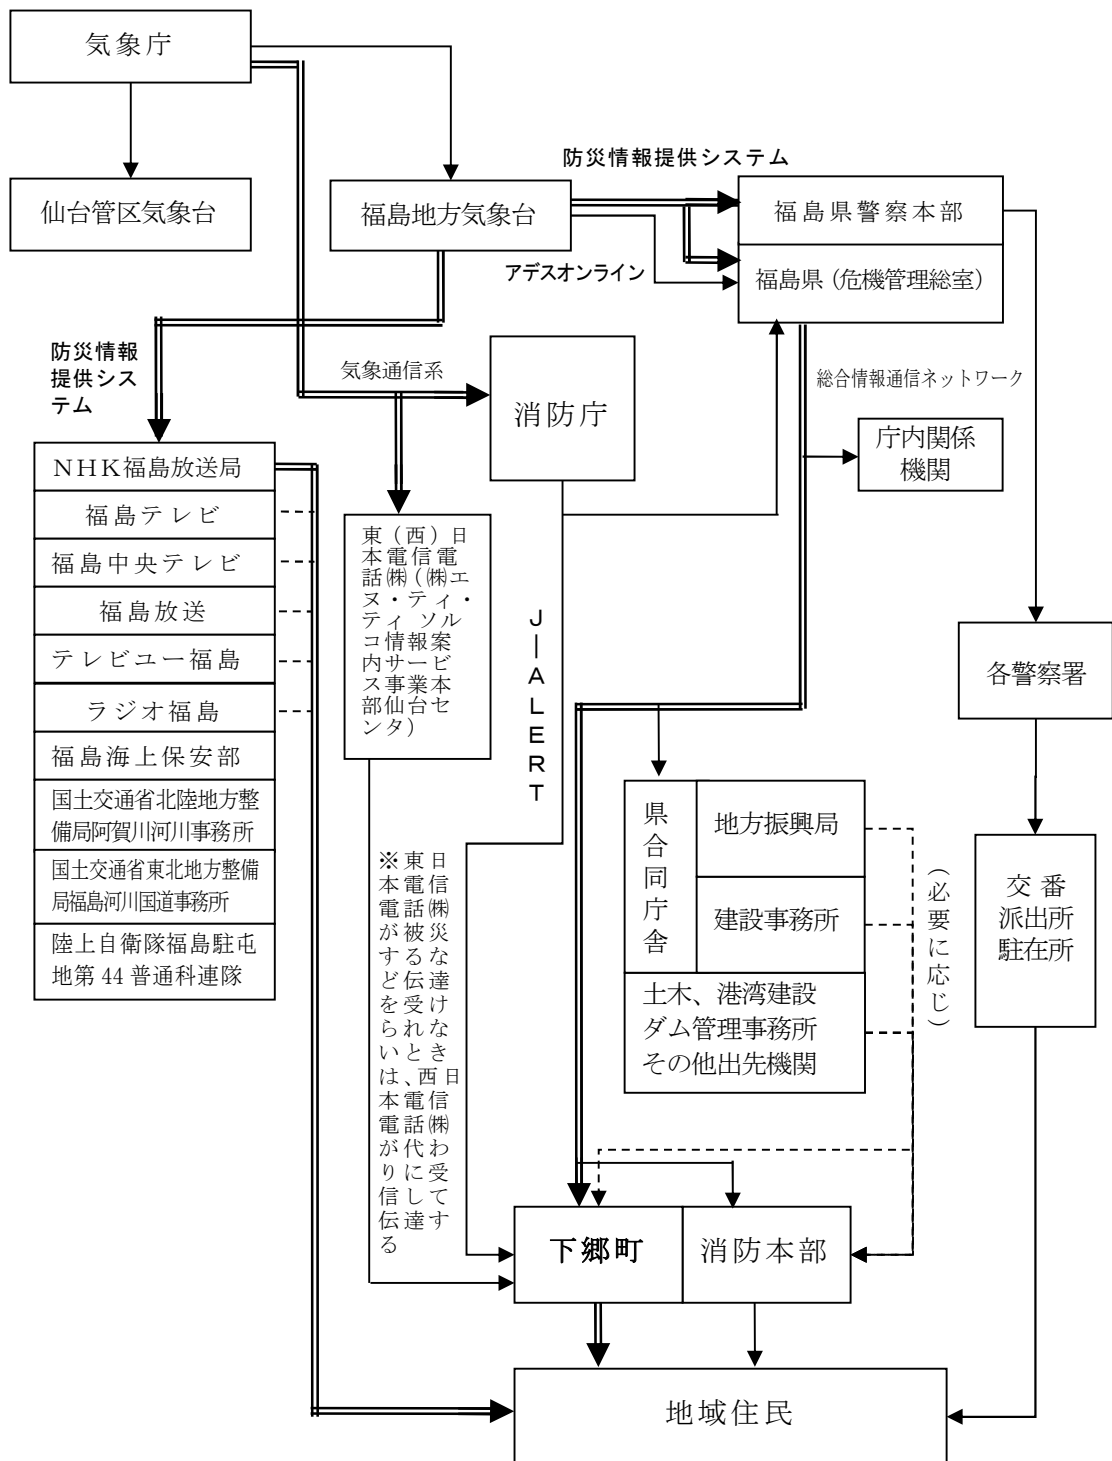 気象庁
仙台管区気象台
福島地方気象台
防災情報提供システム
福島県警察本部
福島県（危機管理総室）
アデスオンライン
防災情報
提供シス
テム
気象通信系
消防庁
総合情報通信ネットワーク
庁内関係
機関
NHK福島放送局
福島テレビ
福島中央テレビ
福島放送
テレビユー福島
ラジオ福島
福島海上保安部
国土交通省北陸地方整
備局阿賀川河川事務所
国土交通省東北地方整備
局福島河川国道事務所
陸上自衛隊福島駐屯
地第 44 普通科連隊
東（西）日
本電信電
話㈱（㈱エ
ヌ・ティ・
ティ ソル
コ情報案
内サービ
ス事業本
部仙台セ
ンタ）
J－ALERT
※東日
本電信
電話㈱
が被災
するな
ど伝達
を受け
られな
いとき
は、西日
本電信
電話㈱
が代わ
りに受
信して
伝達す
る
各警察署
県合同庁舎
地方振興局
建設事務所
土木、港湾建設
ダム管理事務所
その他出先機関
（必要に応じ）
交番
派出所
駐在所
下郷町
消防本部
地域住民